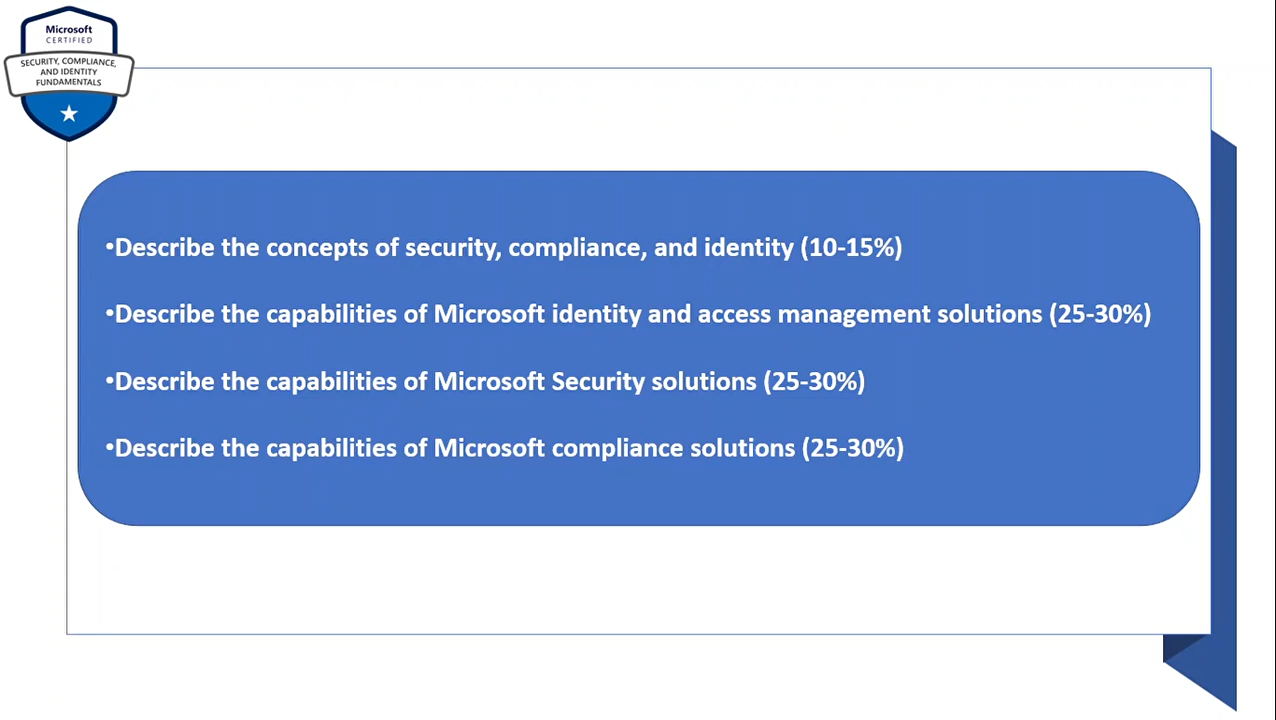 Microsoft
CERTIFIED
SECURITY, COMPLIANCE,
AND IDENTITY
FUNDAMENTALS
•Describe the concepts of security, compliance, and identity (10-15%)
•Describe the capabilities of Microsoft identity and access management solutions (25-30%)
•Describe the capabilities of Microsoft Security solutions (25-30%)
•Describe the capabilities of Microsoft compliance solutions (25-30%)